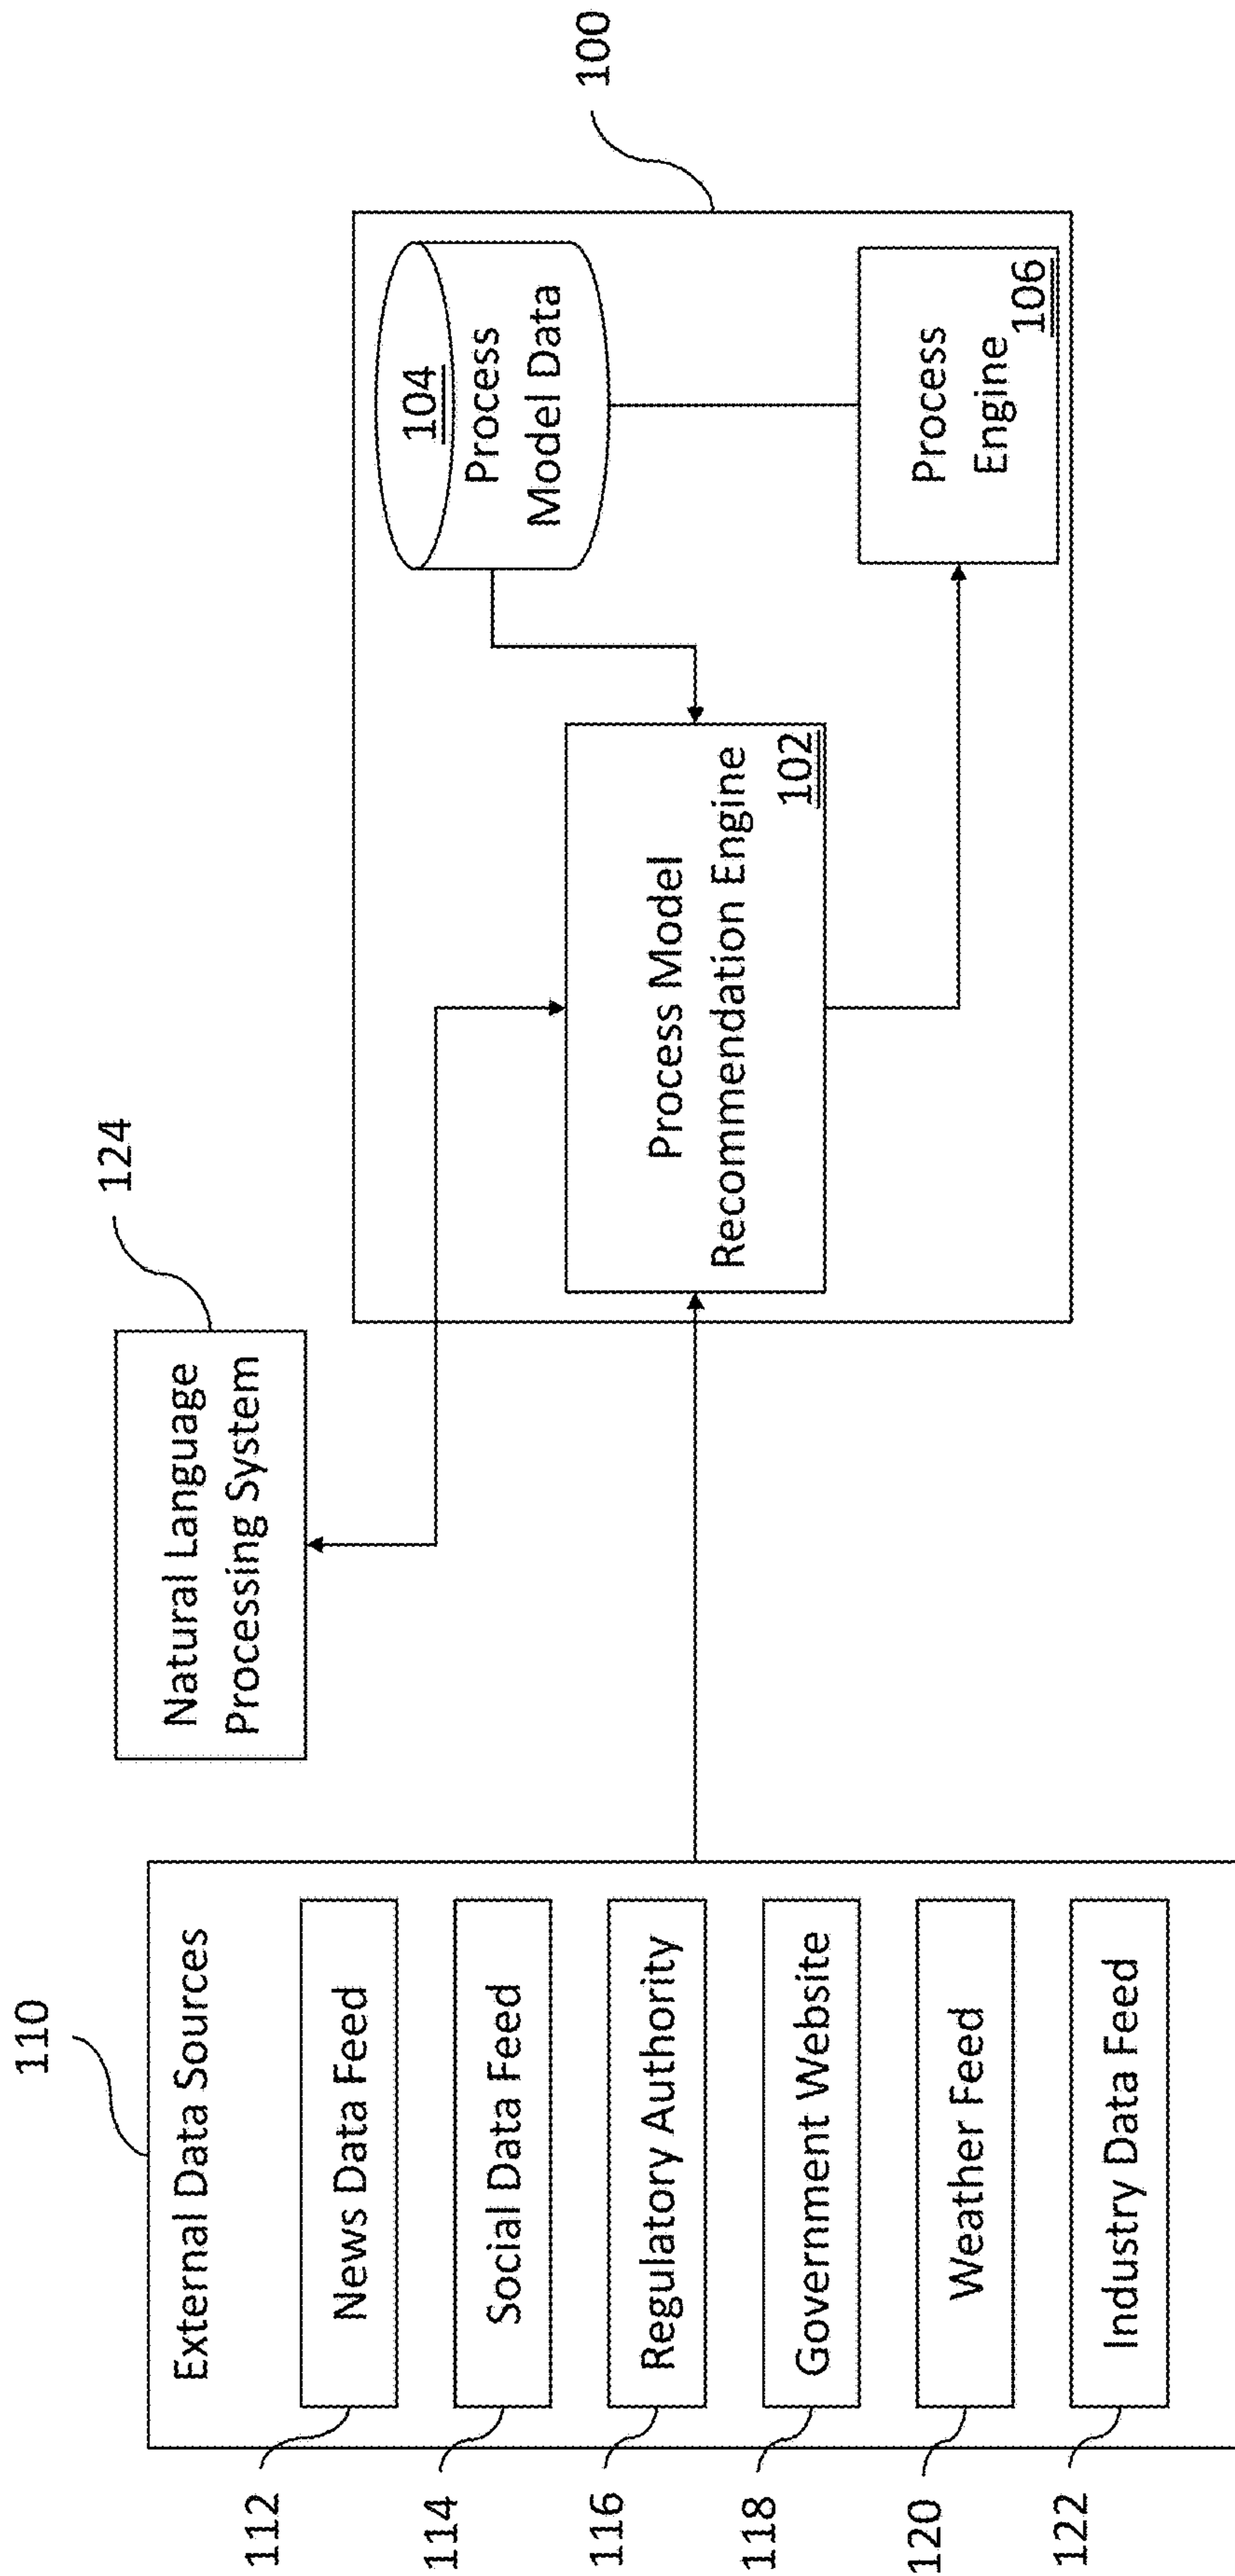 110
External Data Sources
112
News Data Feed
114
Social Data Feed
116
Regulatory Authority
118
Government Website
120
Weather Feed
122
Industry Data Feed
124
Natural Language
Processing System
100
Process Model
Recommendation Engine
102
104
Process
Model Data
Process
Engine
106